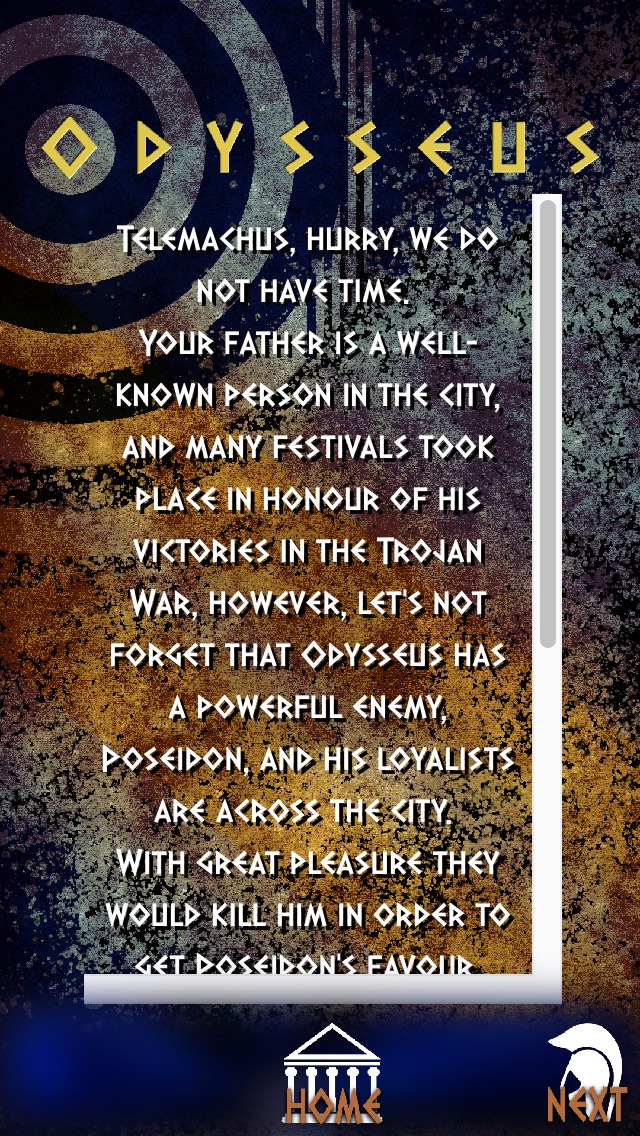 ODYSSEUS
Telemachus, hurry, we do
not have time.
Your father is a well-
known person in the city,
and many festivals took
place in honour of his
victories in the Trojan
War, however, let's not
forget that Odysseus has
a powerful enemy,
Poseidon, and his loyalists
are across the city.
With great pleasure they
would kill him in order to
get Poseidon's favour
HOME
NEXT